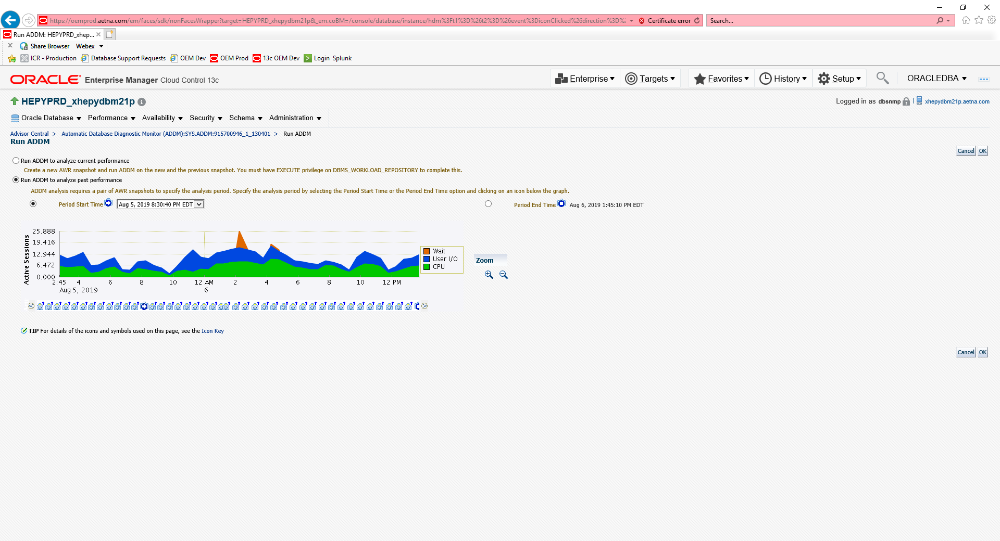 https://oemprod.aetna.com/em/faces/sdk/nonFacesWrapper?target=HEPYPRD_xhepydbm21p&_em.coBM=/console/database/instance/hdm%3Ft1%3D%26t2%3D%26event%3DiconClicked%26direction%3D%. Certificate error Search...
Run ADDM: HEPYPRD_xhep...
x Share Browser Webex
ICR - Production Database Support Requests OEM Dev OEM Prod 13c OEM Dev Login Splunk
ORACLE Enterprise Manager Cloud Control 13c Enterprise Targets Favorites History Setup ORACLEDBA
HEPYPRD_xhepydbm21p Logged in as dbsnmp xhepydbm21p.aetna.com
Oracle Database Performance Availability Security Schema Administration
Advisor Central > Automatic Database Diagnostic Monitor (ADDM):SYS.ADDM:915700946_1_130401 > Run ADDM
Run ADDM
Cancel OK
Run ADDM to analyze current performance
Create a new AWR snapshot and run ADDM on the new and the previous snapshot. You must have EXECUTE privilege on DBMS_WORKLOAD_REPOSITORY to complete this.
Run ADDM to analyze past performance
ADDM analysis requires a pair of AWR snapshots to specify the analysis period. Specify the analysis period by selecting the Period Start Time or the Period End Time option and clicking on an icon below the graph.
Period Start Time Aug 5, 2019 8:30:40 PM EDT Period End Time Aug 6, 2019 1:45:10 PM EDT
Active Sessions
25.888
19.416
12.944
6.472
0.000
Wait
User I/O
CPU
Zoom
2:45 4 6 8 10 12 AM 2 4 6 8 10 12 PM
Aug 5, 2019 6
TIP For details of the icons and symbols used on this page, see the Icon Key
Cancel OK